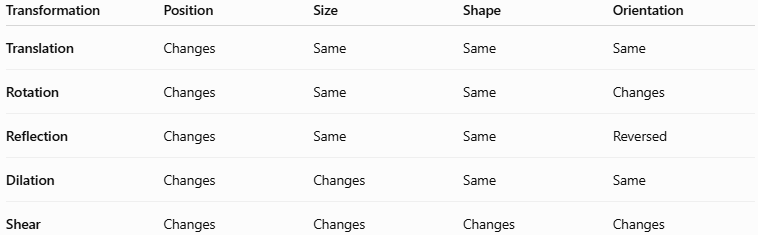 Transformation Position Size Shape Orientation
Translation Changes Same Same Same
Rotation Changes Same Same Changes
Reflection Changes Same Same Reversed
Dilation Changes Changes Same Same
Shear Changes Changes Changes Changes